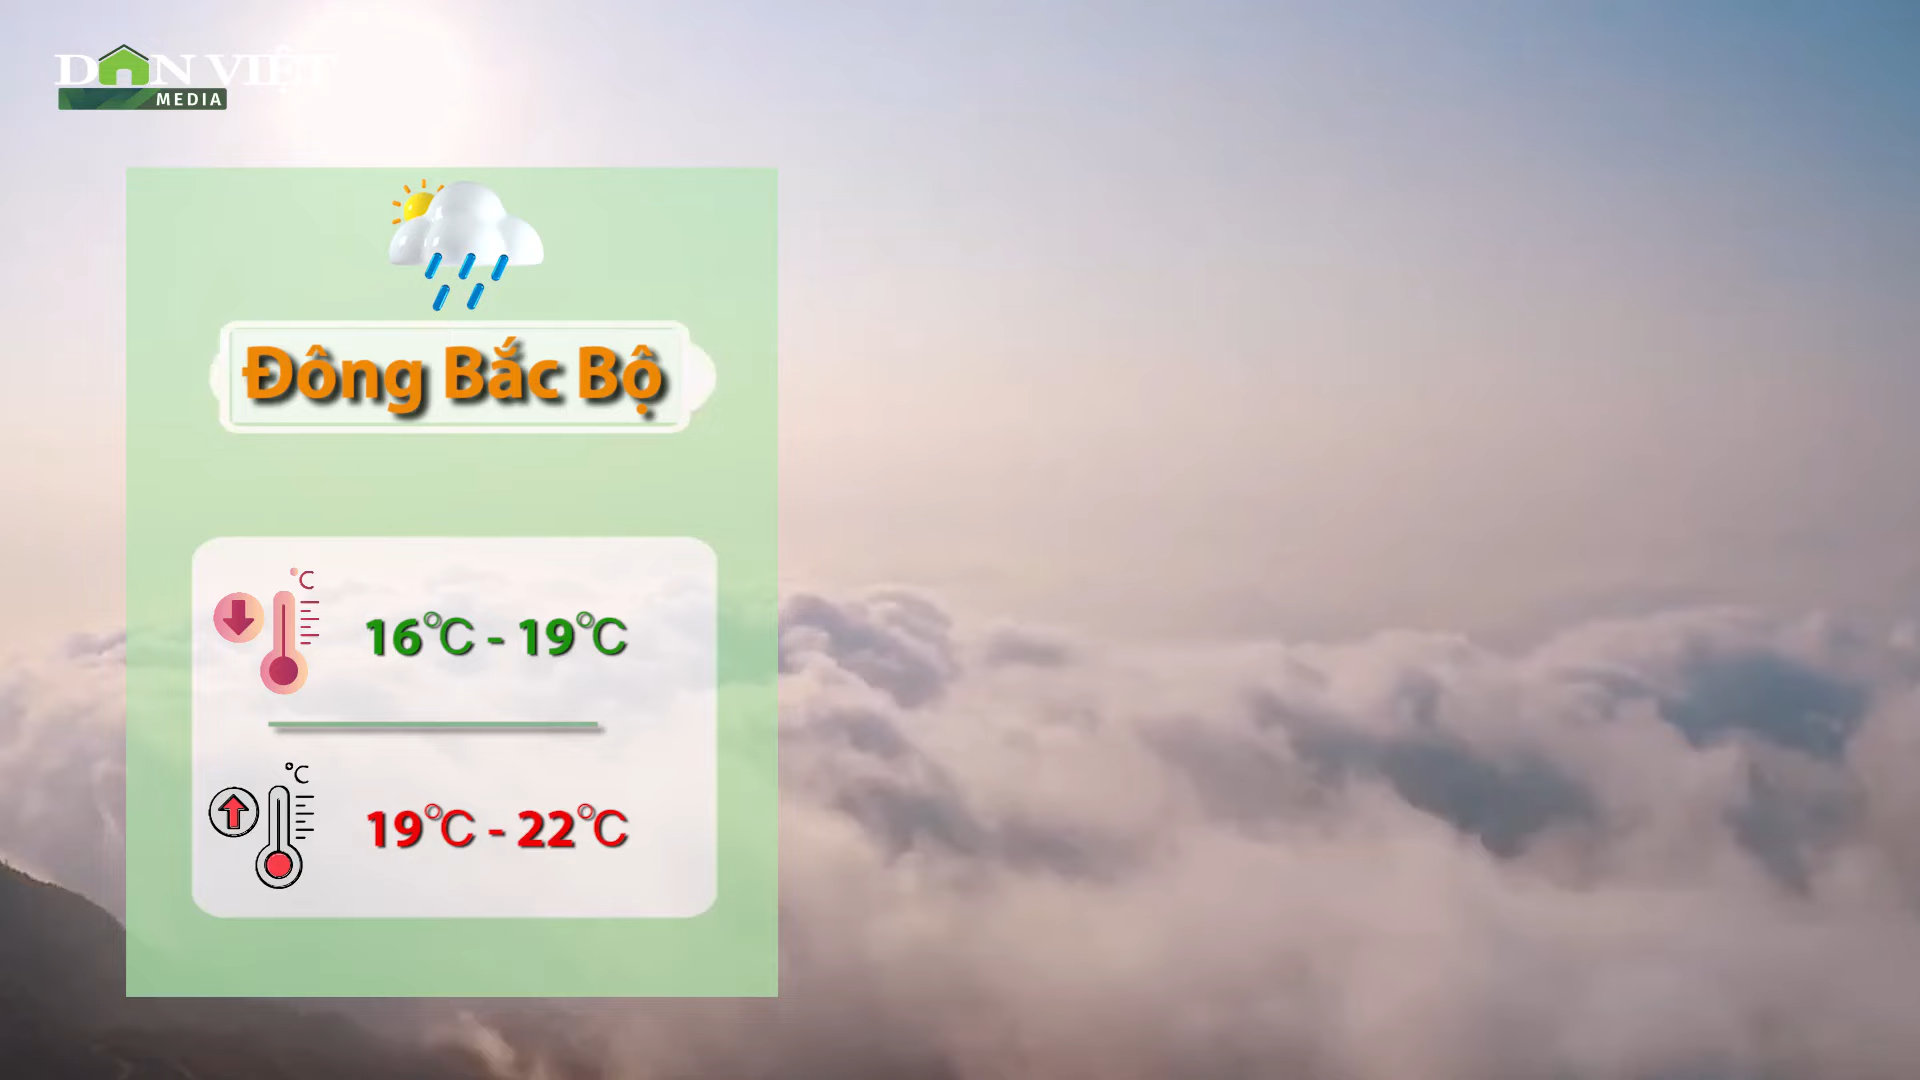 DÂN VIỆT
MEDIA
Đông Bắc Bộ
°C
16°C - 19°C
°C
19°C - 22°C